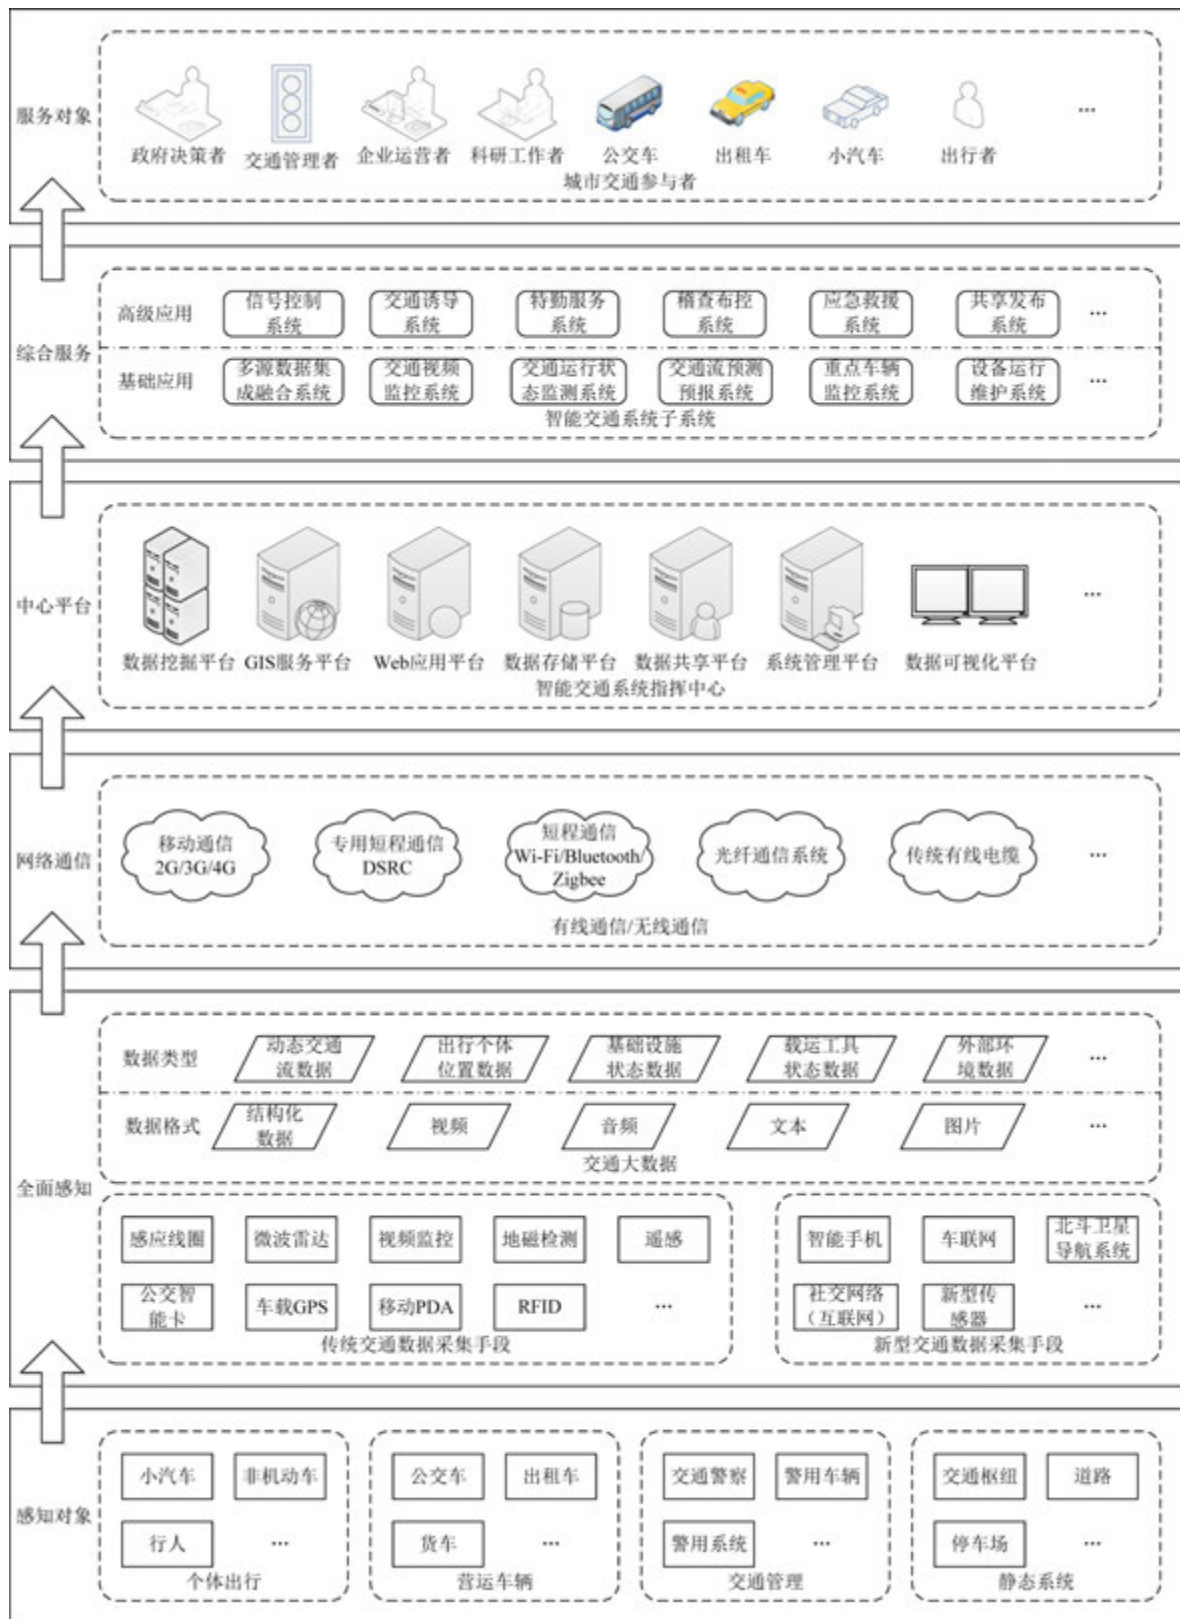 服务对象
政府决策者
交通管理者
企业运营者
科研工作者
公交车
出租车
小汽车
出行者
...
城市交通参与者
综合服务
高级应用
信号控制
系统
交通诱导
系统
特勤服务
系统
稽查布控
系统
应急救援
系统
共享发布
系统
...
基础应用
多源数据集
成融合系统
交通视频
监控系统
交通运行状
态监测系统
交通流预测
预报系统
重点车辆
监控系统
设备运行
维护系统
...
智能交通系统子系统
中心平台
数据挖掘平台
GIS服务平台
Web应用平台
数据存储平台
数据共享平台
系统管理平台
数据可视化平台
...
智能交通系统指挥中心
网络通信
移动通信
2G/3G/4G
专用短程通信
DSRC
短程通信
Wi-Fi/Bluetooth/
Zigbee
光纤通信系统
传统有线电缆
...
有线通信/无线通信
全面感知
数据类型
动态交通
流数据
出行个体
位置数据
基础设施
状态数据
载运工具
状态数据
外部环
境数据
...
数据格式
结构化
数据
视频
音频
文本
图片
...
交通大数据
感应线圈
微波雷达
视频监控
地磁检测
遥感
公交智
能卡
车载GPS
移动PDA
RFID
...
传统交通数据采集手段
智能手机
车联网
北斗卫星
导航系统
社交网络
（互联网）
新型传
感器
...
新型交通数据采集手段
感知对象
小汽车
非机动车
行人
...
个体出行
公交车
出租车
货车
...
营运车辆
交通警察
警用车辆
警用系统
...
交通管理
交通枢纽
道路
停车场
...
静态系统